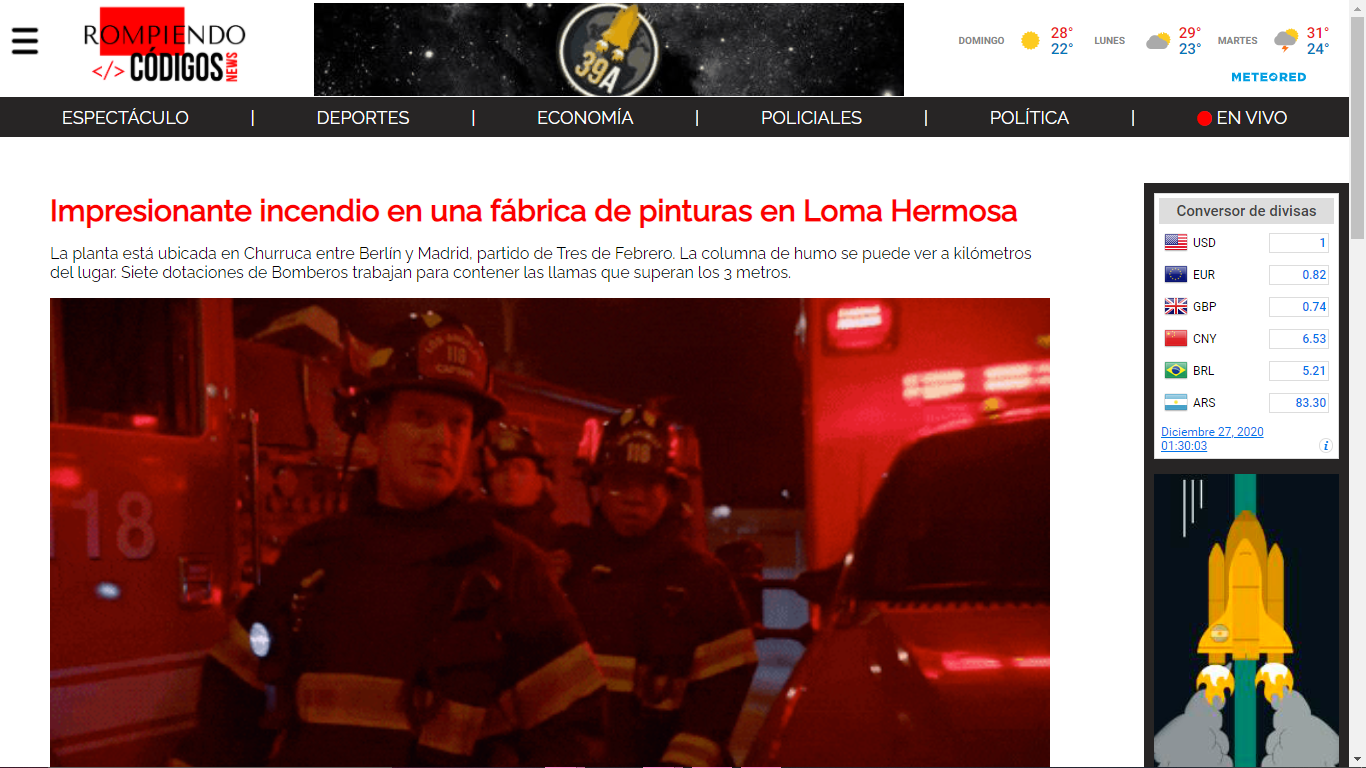 ROMPIENDO
</> CÓDIGOS NEWS
39A
DOMINGO 28° 22° LUNES 29° 23° MARTES 31° 24°
METEORED
ESPECTÁCULO | DEPORTES | ECONOMÍA | POLICIALES | POLÍTICA | EN VIVO
Impresionante incendio en una fábrica de pinturas en Loma Hermosa
La planta está ubicada en Churruca entre Berlín y Madrid, partido de Tres de Febrero. La columna de humo se puede ver a kilómetros
del lugar. Siete dotaciones de Bomberos trabajan para contener las llamas que superan los 3 metros.
118
CAPTAIN
118
118
Conversor de divisas
USD 1
EUR 0.82
GBP 0.74
CNY 6.53
BRL 5.21
ARS 83.30
Diciembre 27, 2020
01:30:03 i